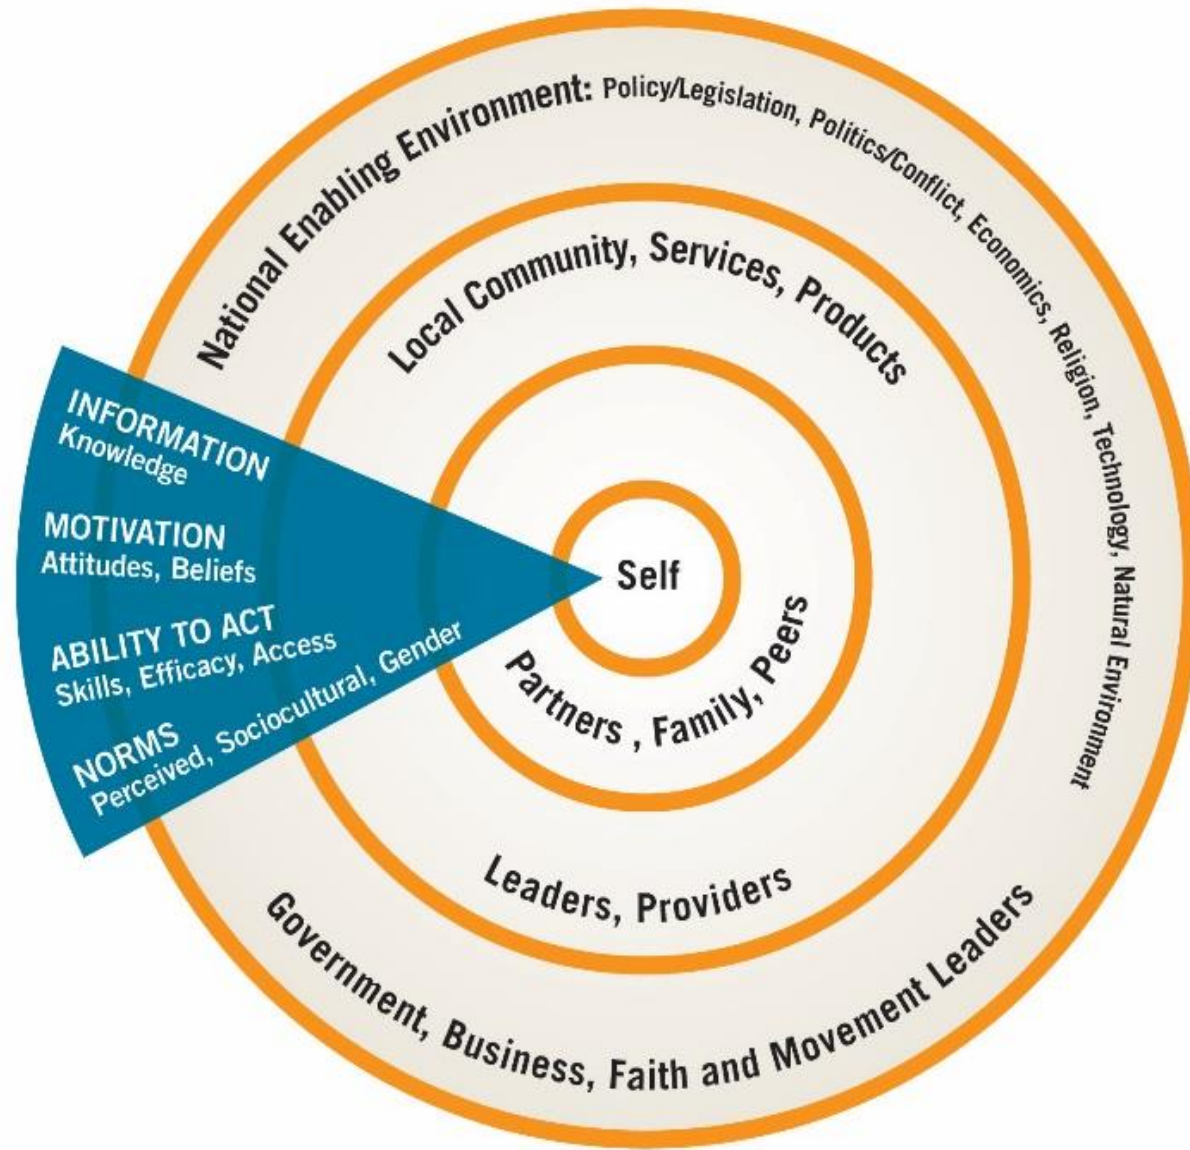 National Enabling Environment: Policy/Legislation, Politics/Conflict, Economics, Religion, Technology, Natural Environment
Local Community, Services, Products
INFORMATION
Knowledge
MOTIVATION
Attitudes, Beliefs
ABILITY TO ACT
Skills, Efficacy, Access
NORMS
Perceived, Sociocultural, Gender
Self
Partners , Family, Peers
Leaders, Providers
Government, Business, Faith and Movement Leaders